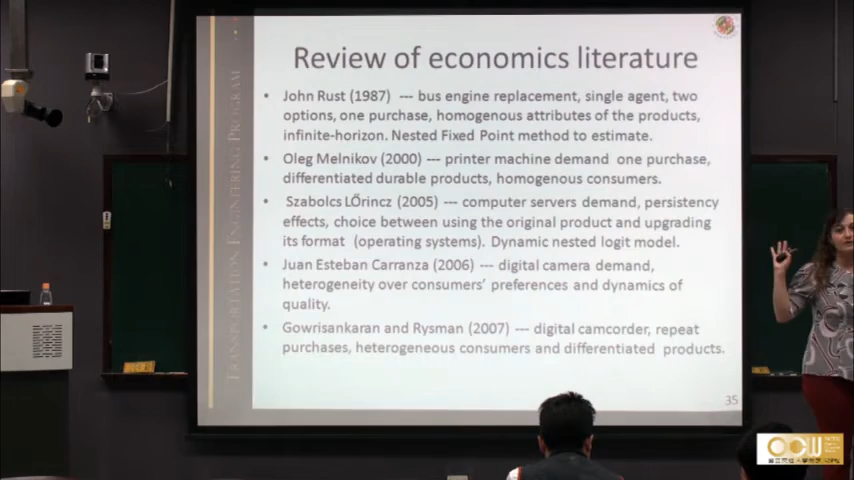 Review of economics literature
• John Rust (1987) --- bus engine replacement, single agent, two
options, one purchase, homogenous attributes of the products,
infinite-horizon. Nested Fixed Point method to estimate.
• Oleg Melnikov (2000) --- printer machine demand one purchase,
differentiated durable products, homogenous consumers.
• Szabolcs LŐrincz (2005) --- computer servers demand, persistency
effects, choice between using the original product and upgrading
its format (operating systems). Dynamic nested logit model.
• Juan Esteban Carranza (2006) --- digital camera demand,
heterogeneity over consumers' preferences and dynamics of
quality.
• Gowrisankaran and Rysman (2007) --- digital camcorder, repeat
purchases, heterogeneous consumers and differentiated products.
35
TRANSPORTATION ENGINEERING PROGRAM
OCW